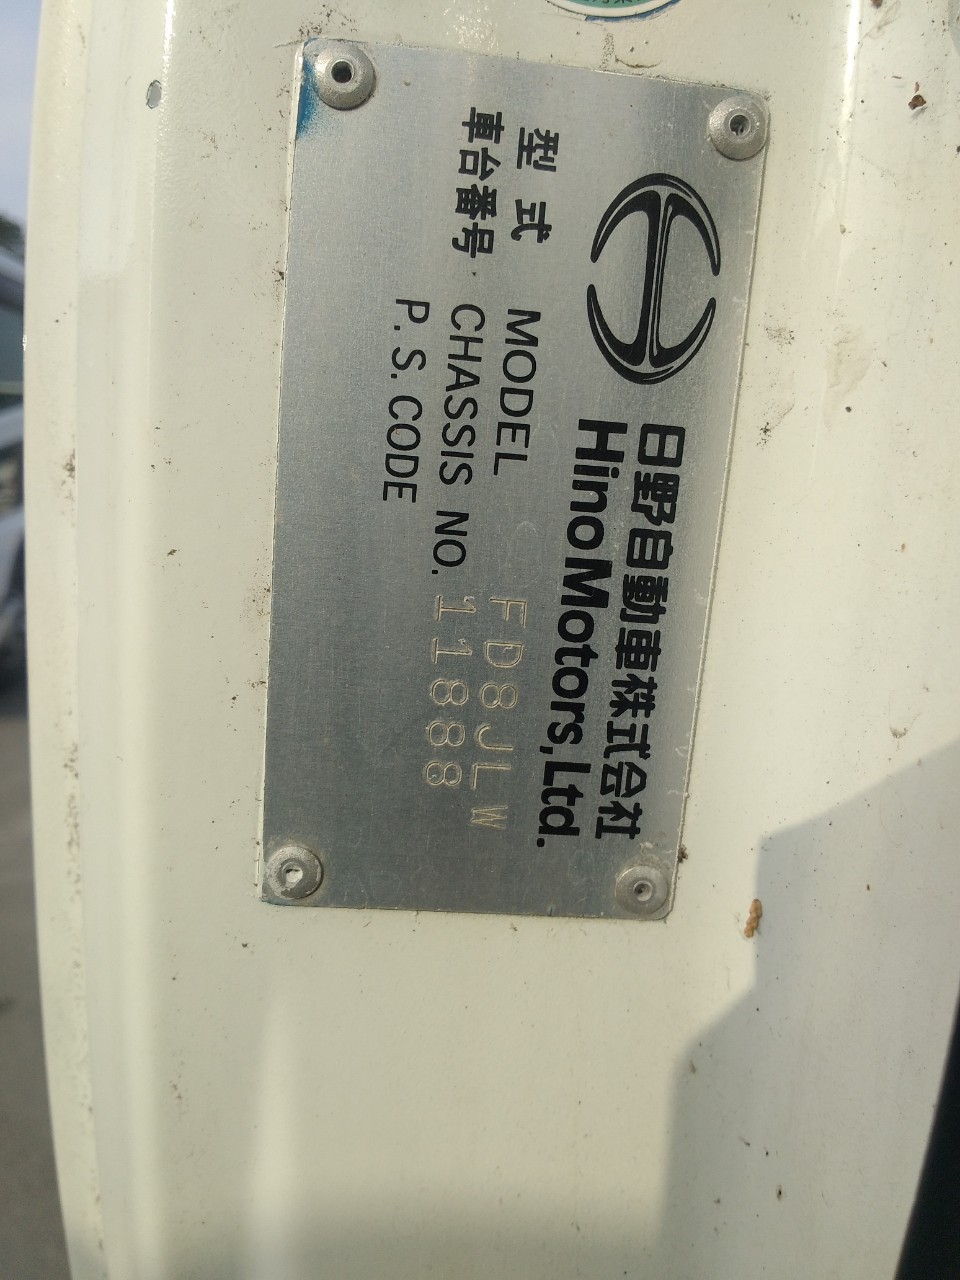 日野自動車株式会社
Hino Motors, Ltd.
型式 MODEL FD8JLW
車台番号 CHASSIS NO. 11888
P.S.CODE